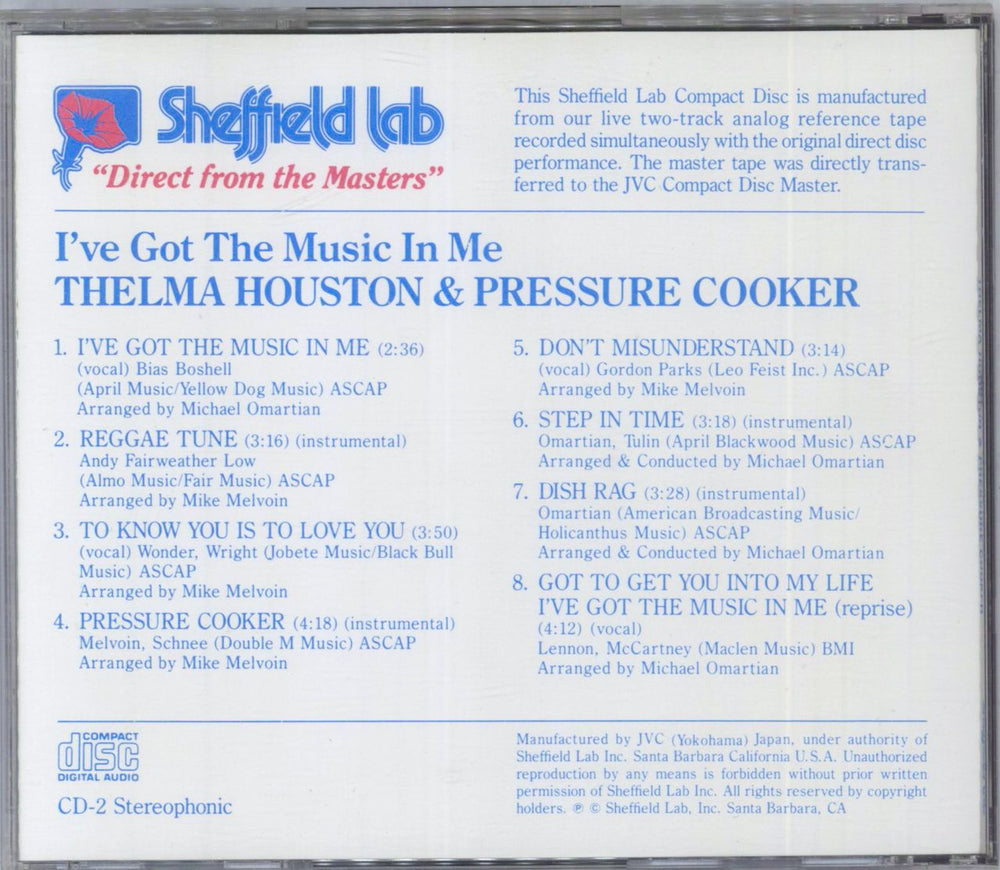 Sheffield Lab
“Direct from the Masters”
This Sheffield Lab Compact Disc is manufactured
from our live two-track analog reference tape
recorded simultaneously with the original direct disc
performance. The master tape was directly trans-
ferred to the JVC Compact Disc Master.
I’ve Got The Music In Me
THELMA HOUSTON & PRESSURE COOKER
1. I’VE GOT THE MUSIC IN ME (2:36)
(vocal) Bias Boshell
(April Music/Yellow Dog Music) ASCAP
Arranged by Michael Omartian
2. REGGAE TUNE (3:16) (instrumental)
Andy Fairweather Low
(Almo Music/Fair Music) ASCAP
Arranged by Mike Melvoin
3. TO KNOW YOU IS TO LOVE YOU (3:50)
(vocal) Wonder, Wright (Jobete Music/Black Bull
Music) ASCAP
Arranged by Mike Melvoin
4. PRESSURE COOKER (4:18) (instrumental)
Melvoin, Schnee (Double M Music) ASCAP
Arranged by Mike Melvoin
5. DON’T MISUNDERSTAND (3:14)
(vocal) Gordon Parks (Leo Feist Inc.) ASCAP
Arranged by Mike Melvoin
6. STEP IN TIME (3:18) (instrumental)
Omartian, Tulin (April Blackwood Music) ASCAP
Arranged & Conducted by Michael Omartian
7. DISH RAG (3:28) (instrumental)
Omartian (American Broadcasting Music/
Holicanthus Music) ASCAP
Arranged & Conducted by Michael Omartian
8. GOT TO GET YOU INTO MY LIFE
I’VE GOT THE MUSIC IN ME (reprise)
(4:12) (vocal)
Lennon, McCartney (Maclen Music) BMI
Arranged by Michael Omartian
COMPACT
disc
DIGITAL AUDIO
CD-2 Stereophonic
Manufactured by JVC (Yokohama) Japan, under authority of
Sheffield Lab Inc. Santa Barbara California U.S.A. Unauthorized
reproduction by any means is forbidden without prior written
permission of Sheffield Lab Inc. All rights reserved by copyright
holders. ℗ © Sheffield Lab, Inc. Santa Barbara, CA